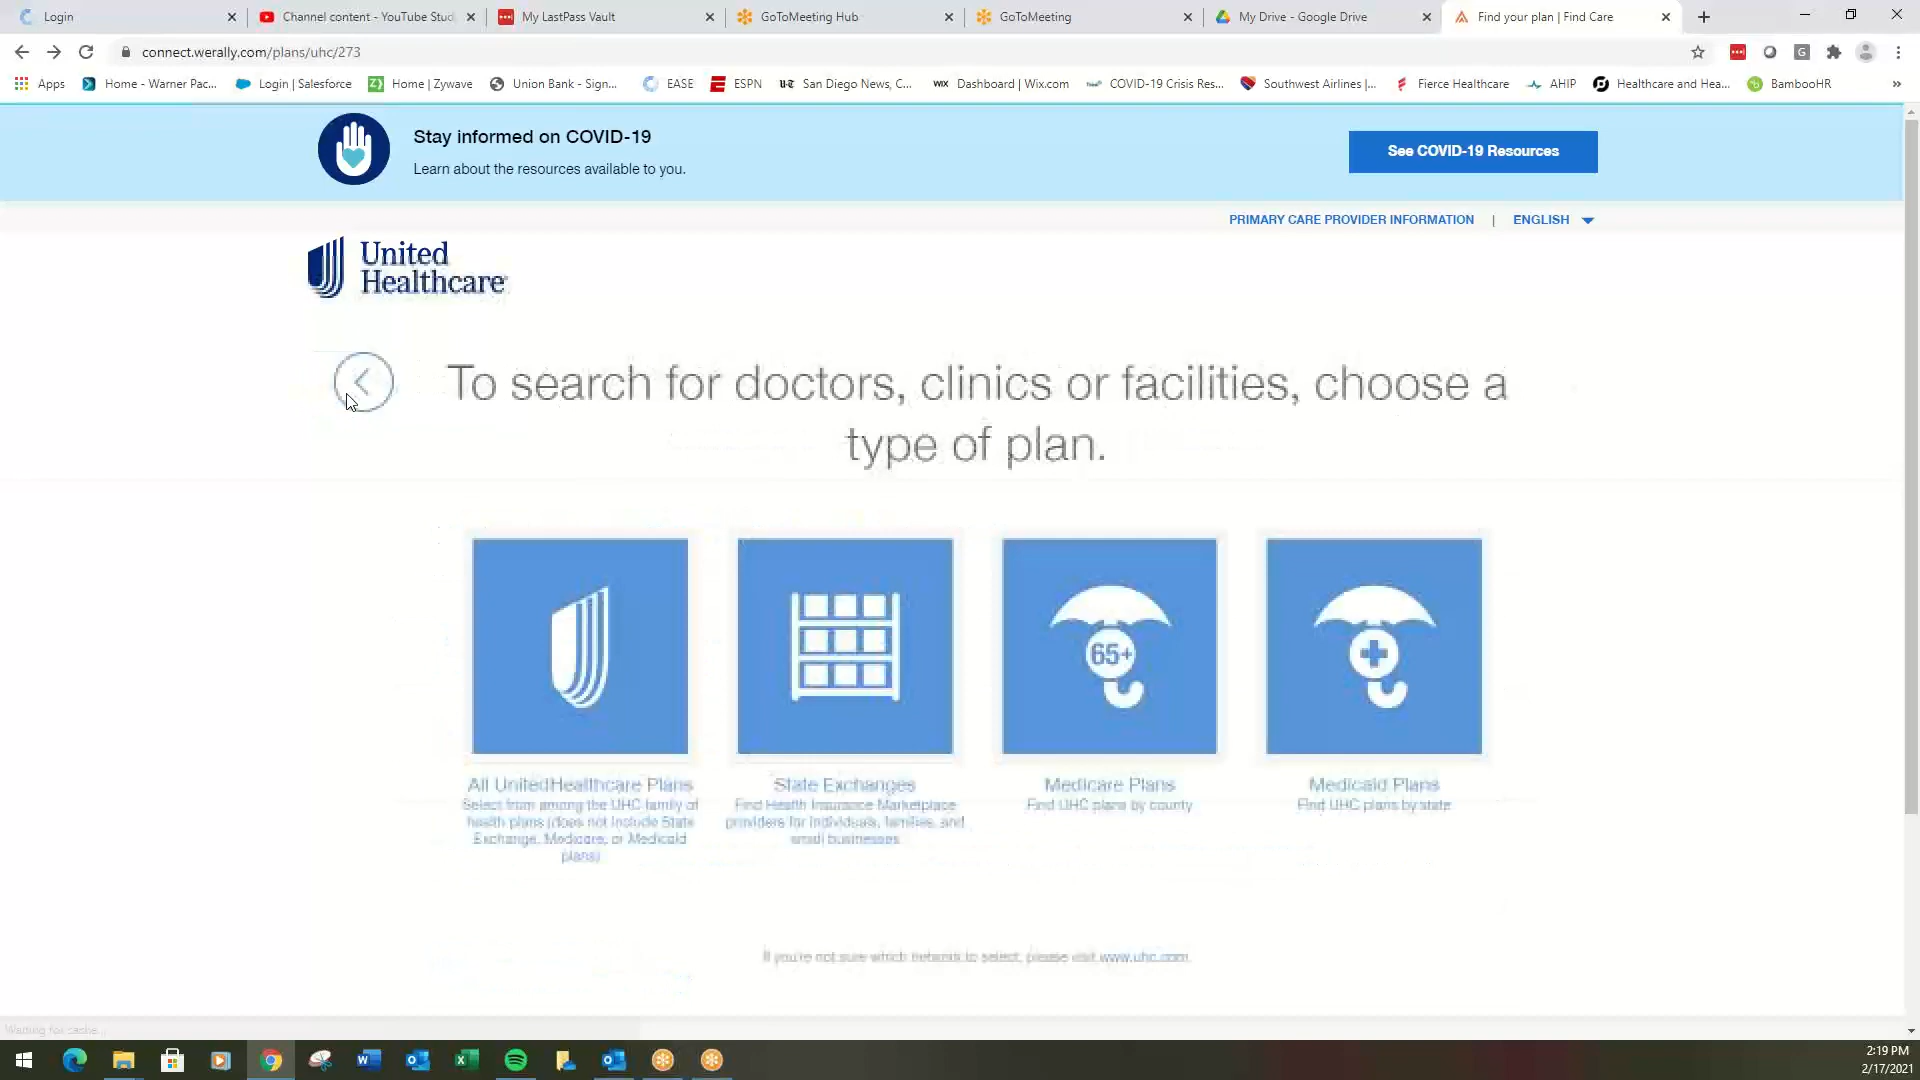 Login
Channel content - YouTube Stud
My LastPass Vault
GoToMeeting Hub
GoToMeeting
My Drive - Google Drive
Find your plan | Find Care
connect.werally.com/plans/uhc/273
Apps
Home - Warner Pac...
Login | Salesforce
Home | Zywave
Union Bank - Sign...
EASE
ESPN
San Diego News, C...
WIX
Dashboard | Wix.com
COVID-19 Crisis Res...
Southwest Airlines |...
Fierce Healthcare
AHIP
Healthcare and Hea...
BambooHR
»
Stay informed on COVID-19
Learn about the resources available to you.
See COVID-19 Resources
PRIMARY CARE PROVIDER INFORMATION | ENGLISH
United
Healthcare
To search for doctors, clinics or facilities, choose a
type of plan.
65+
All UnitedHealthcare Plans
Select from among the UHC family of
health plans (does not include State
Exchange, Medicare, or Medicaid
plans)
State Exchanges
Find Health Insurance Marketplace
providers for individuals, families, and
small businesses
Medicare Plans
Find UHC plans by county
Medicaid Plans
Find UHC plans by state
If you're not sure which network to select, please visit www.uhc.com.
Waiting for cache...
2:19 PM
2/17/2021